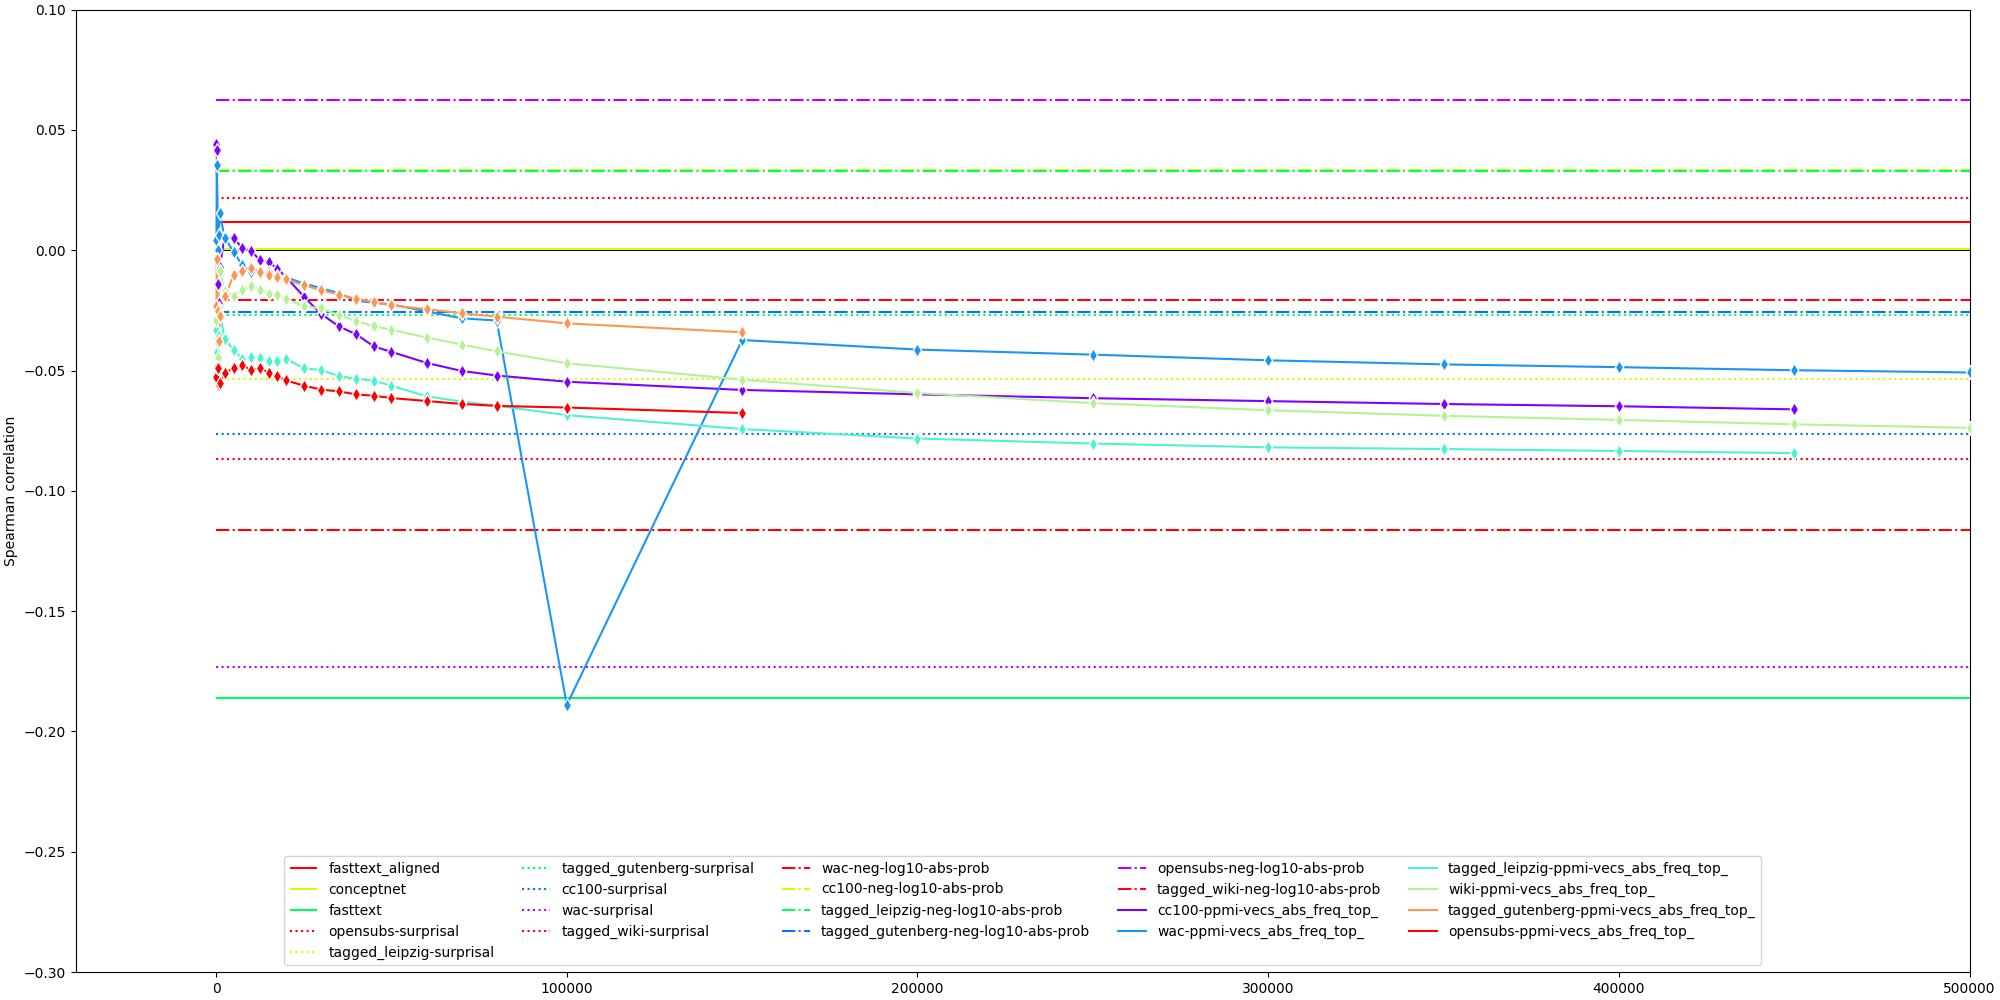 0.10
0.05
0.00
−0.05
−0.10
−0.15
−0.20
−0.25
−0.30
Spearman correlation
fasttext_aligned
conceptnet
fasttext
opensubs-surprisal
tagged_leipzig-surprisal
tagged_gutenberg-surprisal
cc100-surprisal
wac-surprisal
tagged_wiki-surprisal
wac-neg-log10-abs-prob
cc100-neg-log10-abs-prob
tagged_leipzig-neg-log10-abs-prob
tagged_gutenberg-neg-log10-abs-prob
opensubs-neg-log10-abs-prob
tagged_wiki-neg-log10-abs-prob
cc100-ppmi-vecs_abs_freq_top_
wac-ppmi-vecs_abs_freq_top_
tagged_leipzig-ppmi-vecs_abs_freq_top_
wiki-ppmi-vecs_abs_freq_top_
tagged_gutenberg-ppmi-vecs_abs_freq_top_
opensubs-ppmi-vecs_abs_freq_top_
0 100000 200000 300000 400000 500000